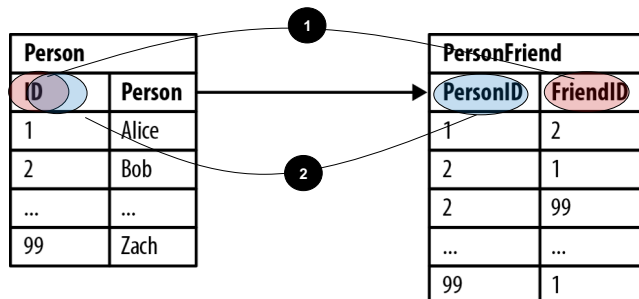 1
Person
ID Person
1 Alice
2 Bob
... ...
99 Zach
2
PersonFriend
PersonID FriendID
1 2
2 1
2 99
... ...
99 1